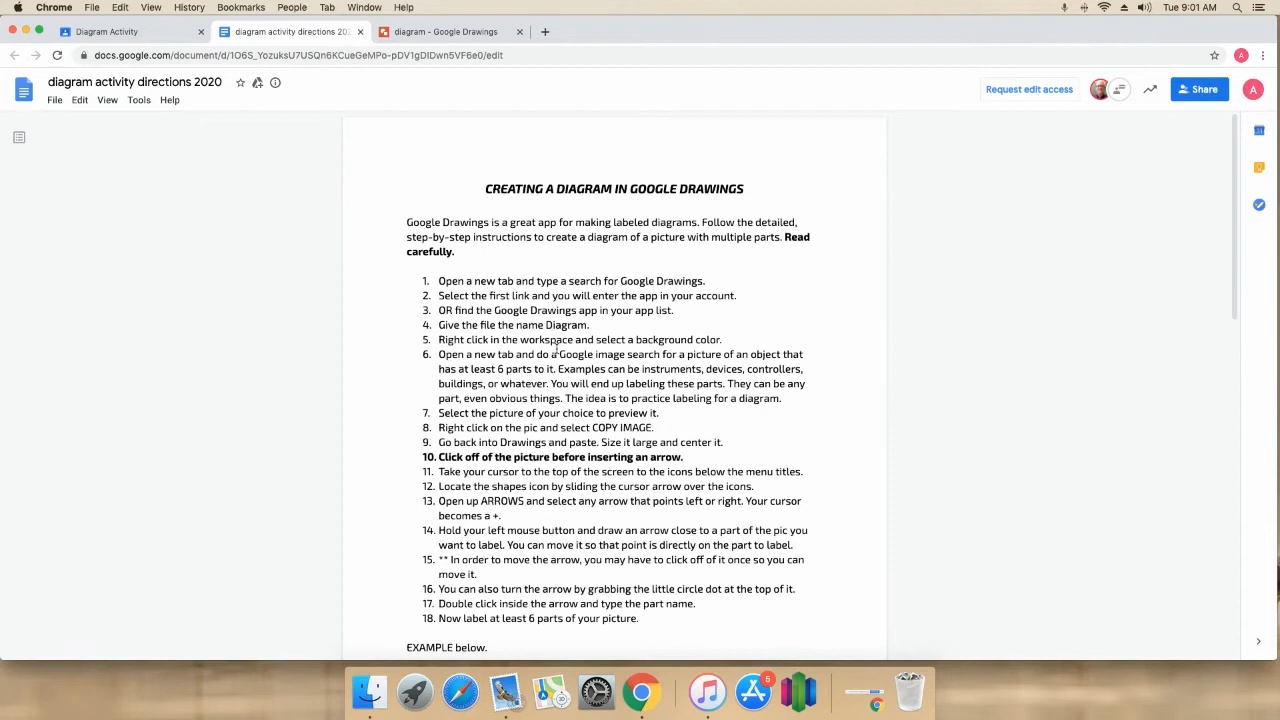 Chrome File Edit View History Bookmarks People Tab Window Help Tue 9:01 AM
Diagram Activity diagram activity directions 202 diagram - Google Drawings
docs.google.com/document/d/1O6S_YozuksU7USQn6KCueGeMPo-pDV1gDIDwn5VF6e0/edit A
diagram activity directions 2020
File Edit View Tools Help
Request edit access Share A
CREATING A DIAGRAM IN GOOGLE DRAWINGS
Google Drawings is a great app for making labeled diagrams. Follow the detailed,
step-by-step instructions to create a diagram of a picture with multiple parts. Read
carefully.
1. Open a new tab and type a search for Google Drawings.
2. Select the first link and you will enter the app in your account.
3. OR find the Google Drawings app in your app list.
4. Give the file the name Diagram.
5. Right click in the workspace and select a background color.
6. Open a new tab and do a Google image search for a picture of an object that
has at least 6 parts to it. Examples can be instruments, devices, controllers,
buildings, or whatever. You will end up labeling these parts. They can be any
part, even obvious things. The idea is to practice labeling for a diagram.
7. Select the picture of your choice to preview it.
8. Right click on the pic and select COPY IMAGE.
9. Go back into Drawings and paste. Size it large and center it.
10. Click off of the picture before inserting an arrow.
11. Take your cursor to the top of the screen to the icons below the menu titles.
12. Locate the shapes icon by sliding the cursor arrow over the icons.
13. Open up ARROWS and select any arrow that points left or right. Your cursor
becomes a +.
14. Hold your left mouse button and draw an arrow close to a part of the pic you
want to label. You can move it so that point is directly on the part to label.
15. ** In order to move the arrow, you may have to click off of it once so you can
move it.
16. You can also turn the arrow by grabbing the little circle dot at the top of it.
17. Double click inside the arrow and type the part name.
18. Now label at least 6 parts of your picture.
EXAMPLE below.
5